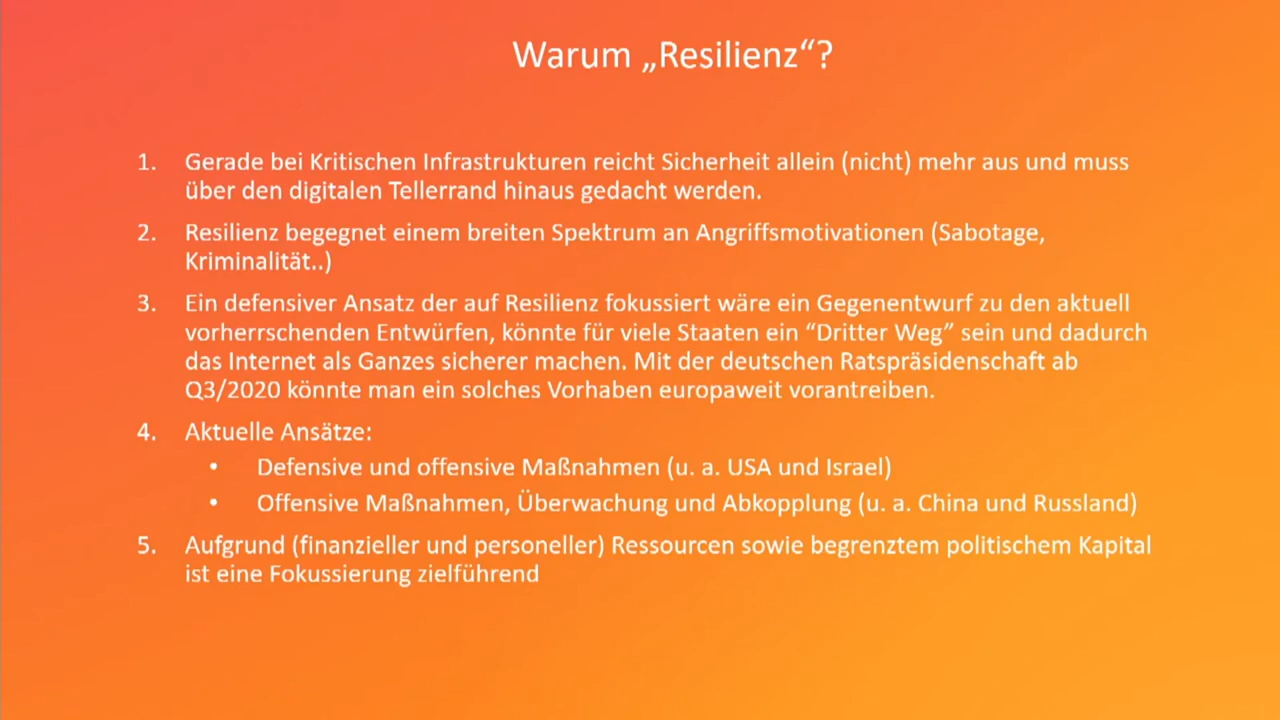 Warum „Resilienz“?
1. Gerade bei Kritischen Infrastrukturen reicht Sicherheit allein (nicht) mehr aus und muss
über den digitalen Tellerrand hinaus gedacht werden.
2. Resilienz begegnet einem breiten Spektrum an Angriffsmotivationen (Sabotage,
Kriminalität..)
3. Ein defensiver Ansatz der auf Resilienz fokussiert wäre ein Gegenentwurf zu den aktuell
vorherrschenden Entwürfen, könnte für viele Staaten ein “Dritter Weg” sein und dadurch
das Internet als Ganzes sicherer machen. Mit der deutschen Ratspräsidenschaft ab
Q3/2020 könnte man ein solches Vorhaben europaweit vorantreiben.
4. Aktuelle Ansätze:
• Defensive und offensive Maßnahmen (u. a. USA und Israel)
• Offensive Maßnahmen, Überwachung und Abkopplung (u. a. China und Russland)
5. Aufgrund (finanzieller und personeller) Ressourcen sowie begrenztem politischem Kapital
ist eine Fokussierung zielführend